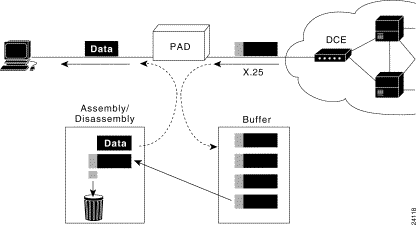 PAD
DCE
Data
X.25
Assembly/
Disassembly
Buffer
Data
24118